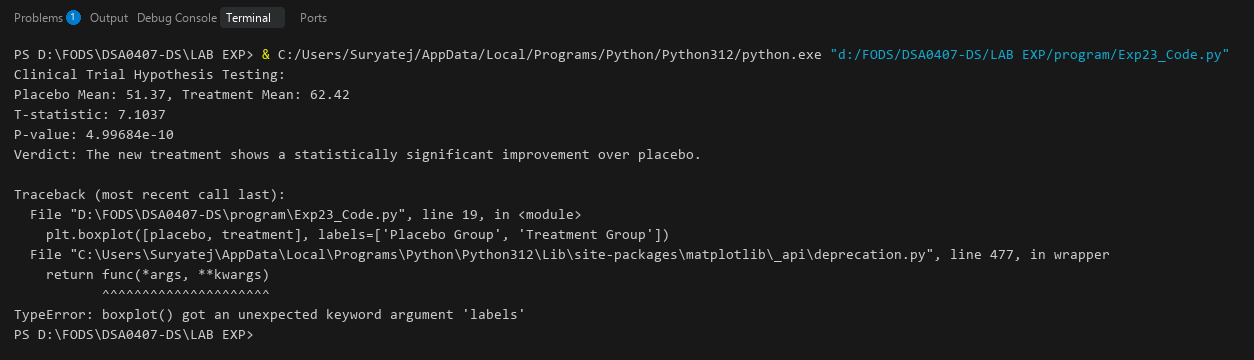 Problems 1 Output Debug Console Terminal Ports
PS D:\FODS\DSA0407-DS\LAB EXP> & C:/Users/Suryatej/AppData/Local/Programs/Python/Python312/python.exe "d:/FODS/DSA0407-DS/LAB EXP/program/Exp23_Code.py"
Clinical Trial Hypothesis Testing:
Placebo Mean: 51.37, Treatment Mean: 62.42
T-statistic: 7.1037
P-value: 4.99684e-10
Verdict: The new treatment shows a statistically significant improvement over placebo.

Traceback (most recent call last):
  File "D:\FODS\DSA0407-DS\program\Exp23_Code.py", line 19, in <module>
    plt.boxplot([placebo, treatment], labels=['Placebo Group', 'Treatment Group'])
  File "C:\Users\Suryatej\AppData\Local\Programs\Python\Python312\Lib\site-packages\matplotlib\_api\deprecation.py", line 477, in wrapper
    return func(*args, **kwargs)
           ^^^^^^^^^^^^^^^^^^^^^
TypeError: boxplot() got an unexpected keyword argument 'labels'
PS D:\FODS\DSA0407-DS\LAB EXP>